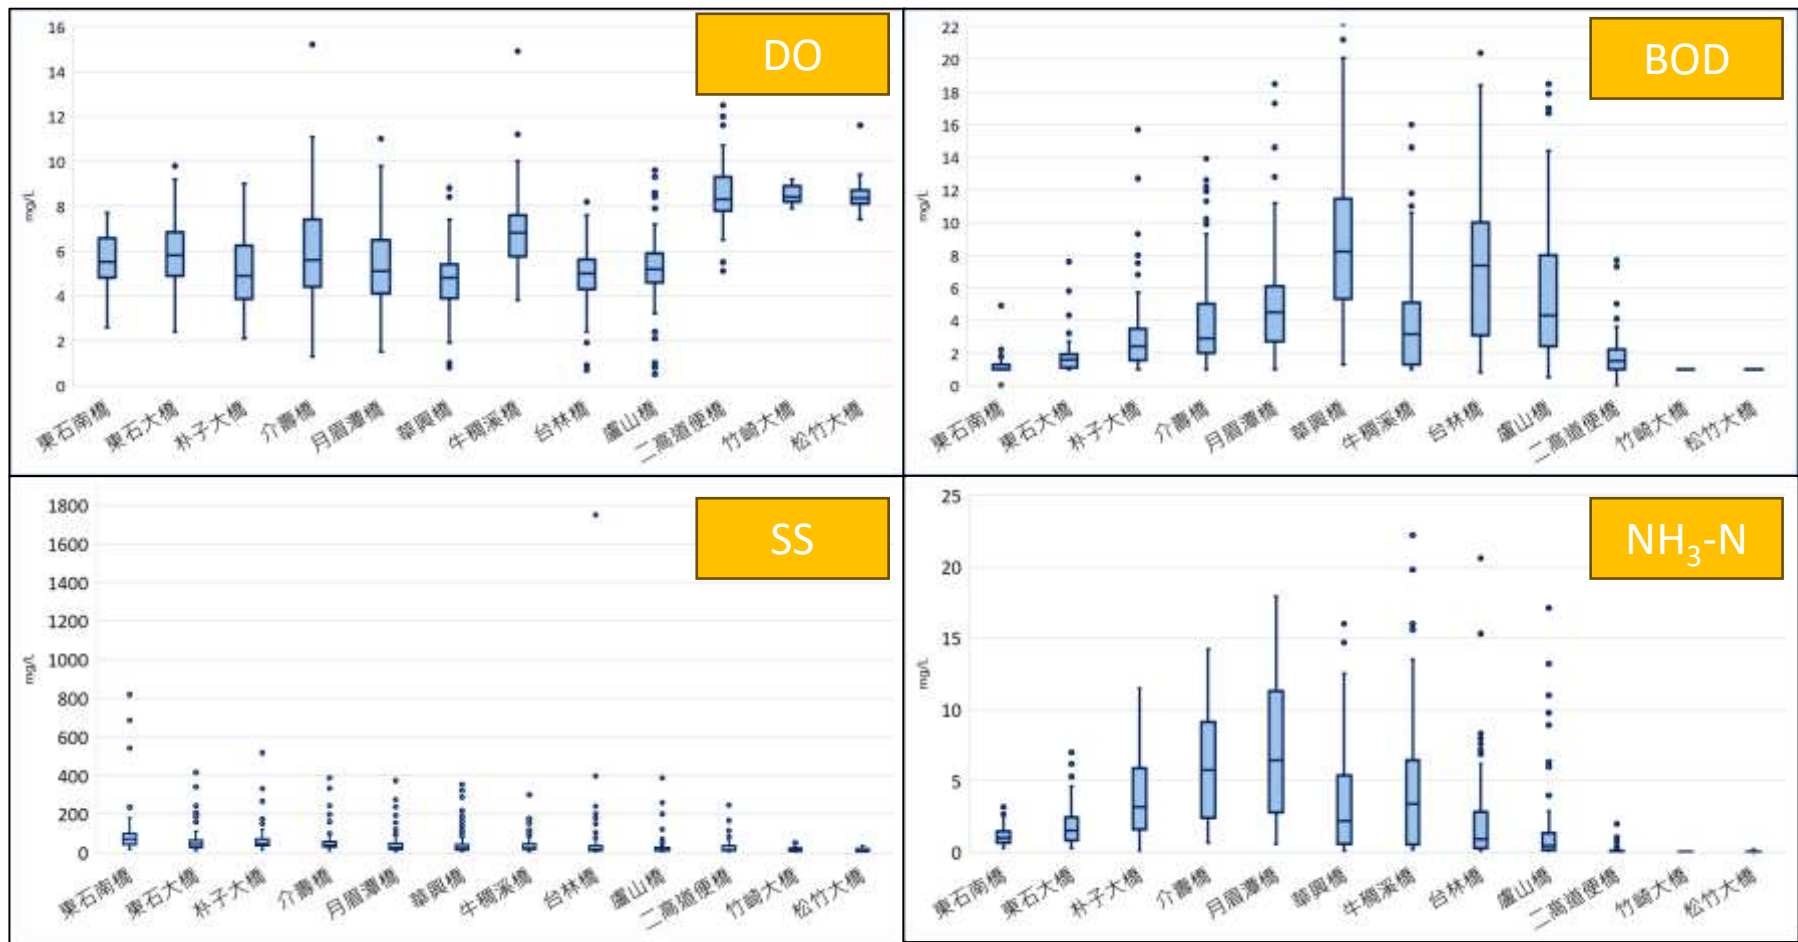 DO
16
14
12
10
8
6
4
2
0
mg/L
東石南橋
東石大橋
朴子大橋
介壽橋
月眉潭橋
華興橋
牛稠溪橋
台林橋
盧山橋
二高道便橋
竹崎大橋
松竹大橋
BOD
22
20
18
16
14
12
10
8
6
4
2
0
mg/L
東石南橋
東石大橋
朴子大橋
介壽橋
月眉潭橋
華興橋
牛稠溪橋
台林橋
盧山橋
二高道便橋
竹崎大橋
松竹大橋
SS
1800
1600
1400
1200
1000
800
600
400
200
0
mg/L
東石南橋
東石大橋
朴子大橋
介壽橋
月眉潭橋
華興橋
牛稠溪橋
台林橋
盧山橋
二高道便橋
竹崎大橋
松竹大橋
NH₃-N
25
20
15
10
5
0
mg/L
東石南橋
東石大橋
朴子大橋
介壽橋
月眉潭橋
華興橋
牛稠溪橋
台林橋
盧山橋
二高道便橋
竹崎大橋
松竹大橋